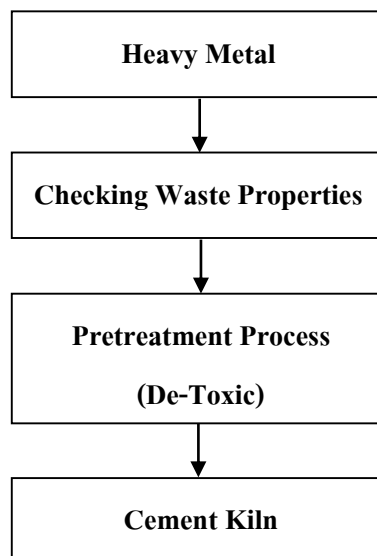 Heavy Metal
Checking Waste Properties
Pretreatment Process
(De-Toxic)
Cement Kiln